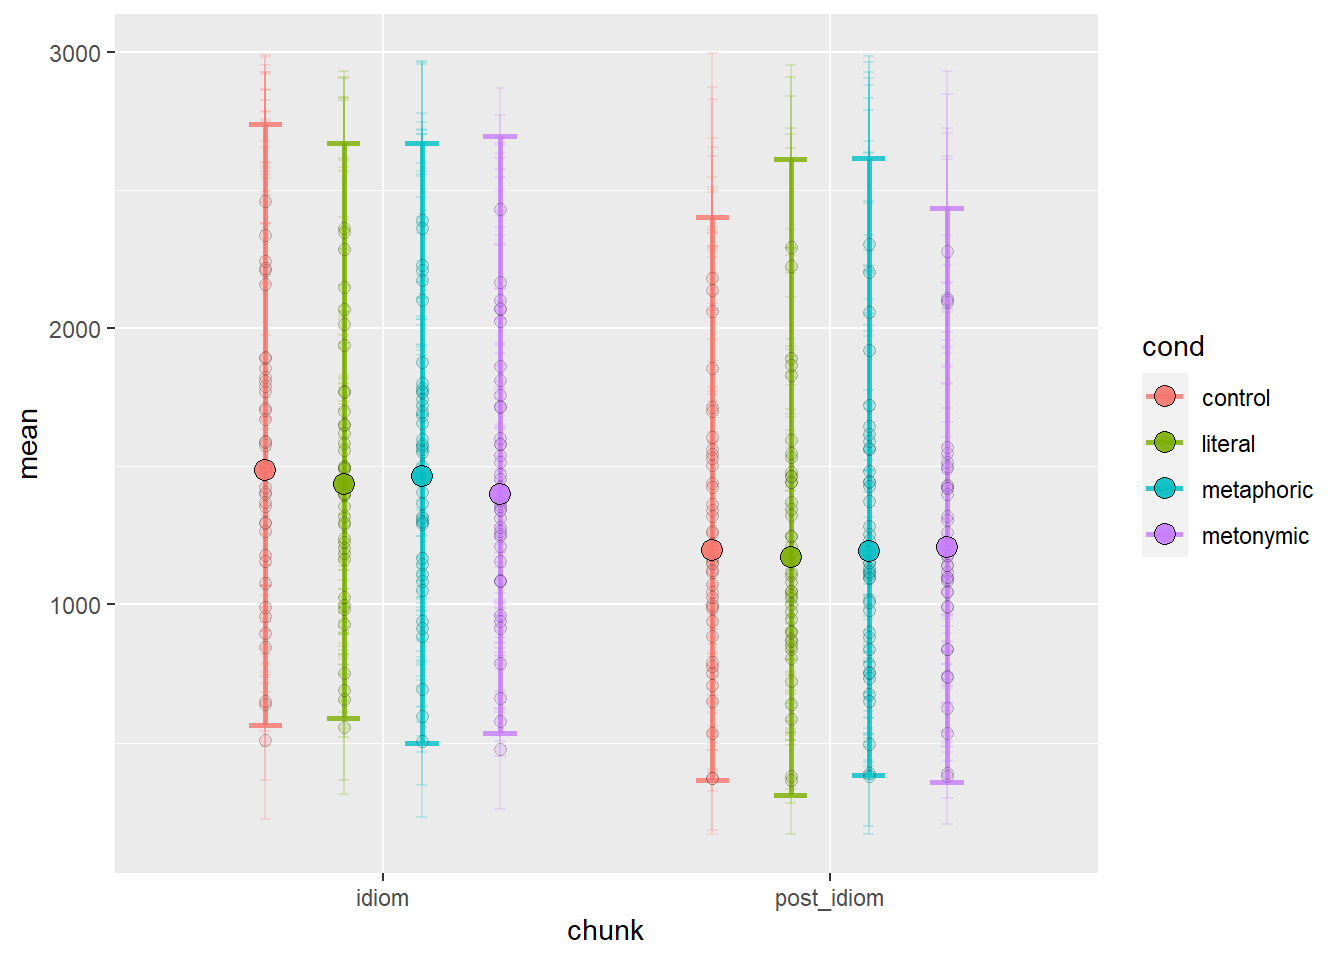 3000
2000
1000
mean
idiom
post_idiom
chunk
cond
control
literal
metaphoric
metonymic